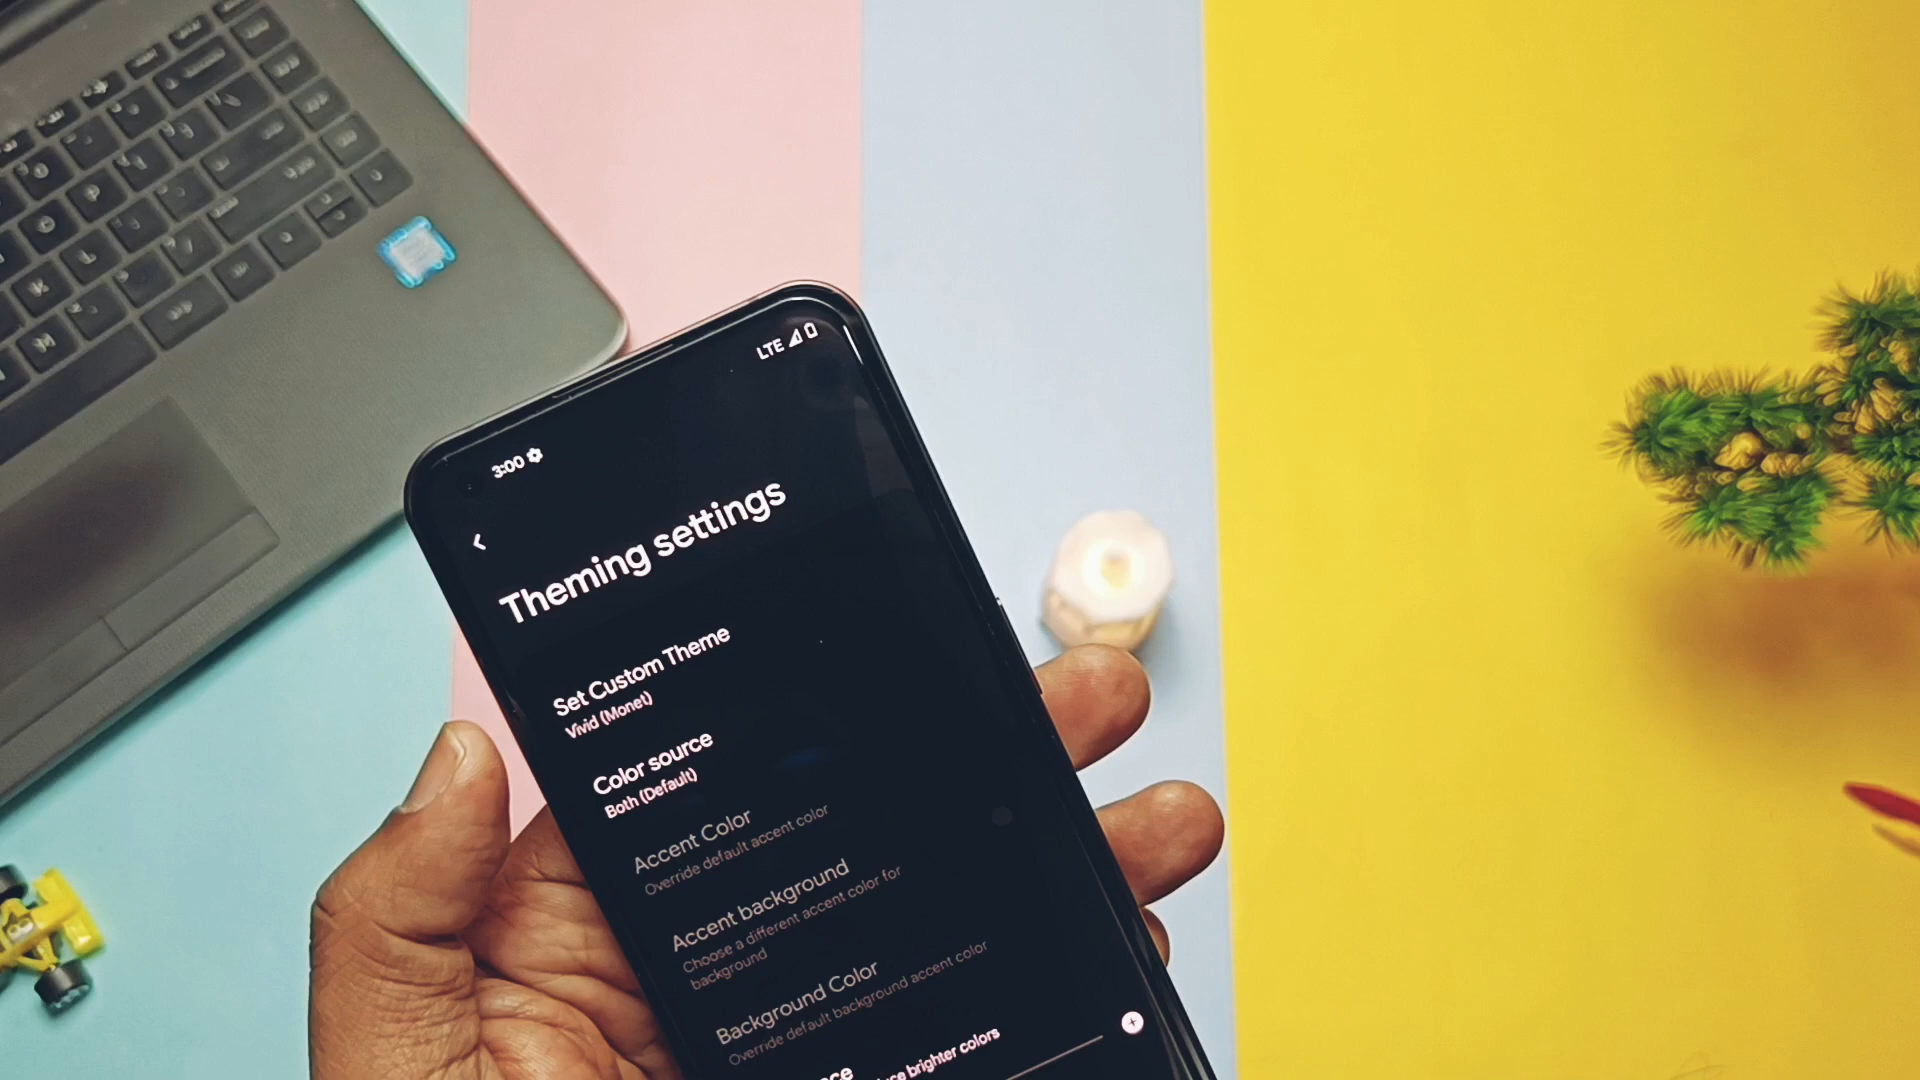 LTE
3:00
Theming settings
Set Custom Theme
Vivid (Monet)
Color source
Both (Default)
Accent Color
Override default accent color
Accent background
Choose a different accent color for
background
Background Color
Override default background accent color
brighter colors